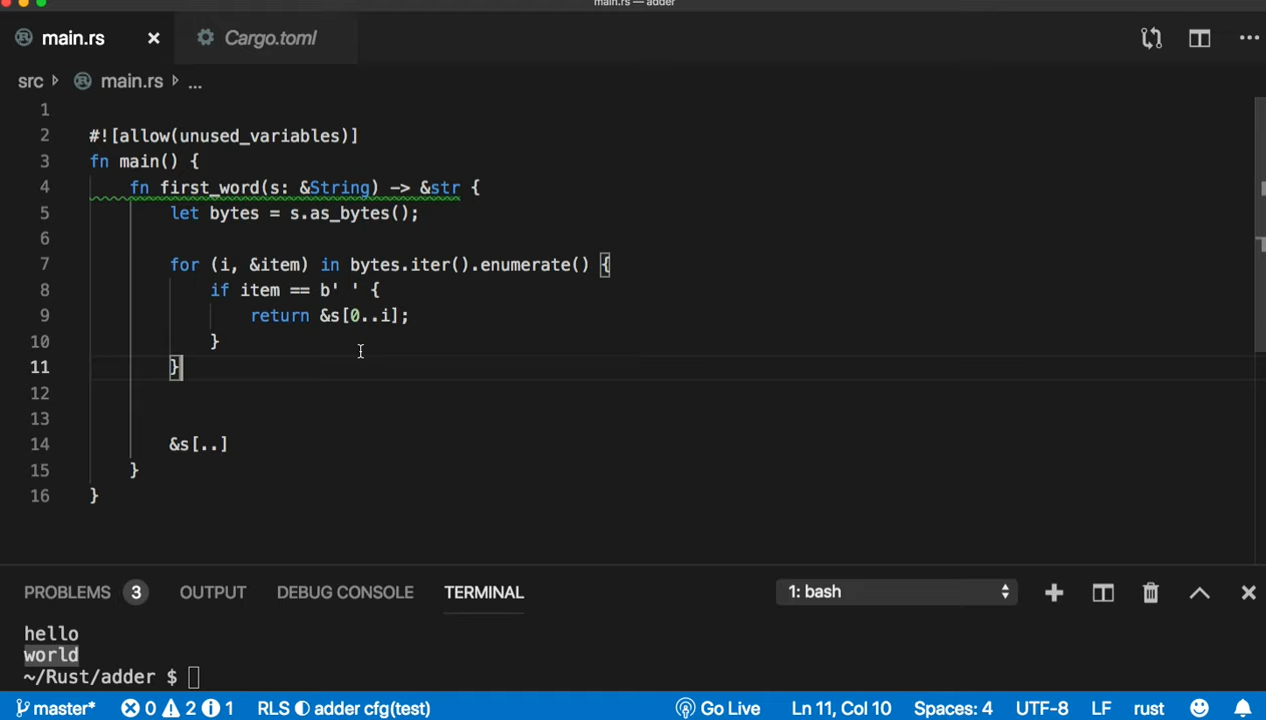 main.rs — adder
main.rs × Cargo.toml
src main.rs ...
1
2 #![allow(unused_variables)]
3 fn main() {
4 fn first_word(s: &String) -> &str {
5 let bytes = s.as_bytes();
6
7 for (i, &item) in bytes.iter().enumerate() {
8 if item == b' ' {
9 return &s[0..i];
10 }
11 }
12
13
14 &s[..]
15 }
16 }
PROBLEMS 3 OUTPUT DEBUG CONSOLE TERMINAL 1: bash
hello
world
~/Rust/adder $
master* 0 2 1 RLS adder cfg(test) Go Live Ln 11, Col 10 Spaces: 4 UTF-8 LF rust